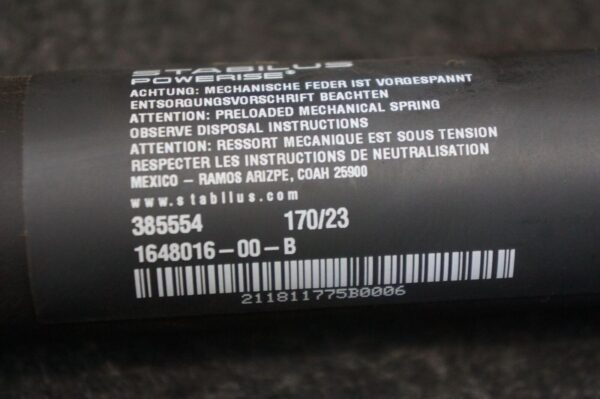 STABILUS
POWERISE®
ACHTUNG: MECHANISCHE FEDER IST VORGESPANNT
ENTSORGUNGSVORSCHRIFT BEACHTEN
ATTENTION: PRELOADED MECHANICAL SPRING
OBSERVE DISPOSAL INSTRUCTIONS
ATTENTION: RESSORT MECANIQUE EST SOUS TENSION
RESPECTER LES INSTRUCTIONS DE NEUTRALISATION
MEXICO – RAMOS ARIZPE, COAH 25900
www.stabilus.com
385554 170/23
1648016-00-B
211811775B0006